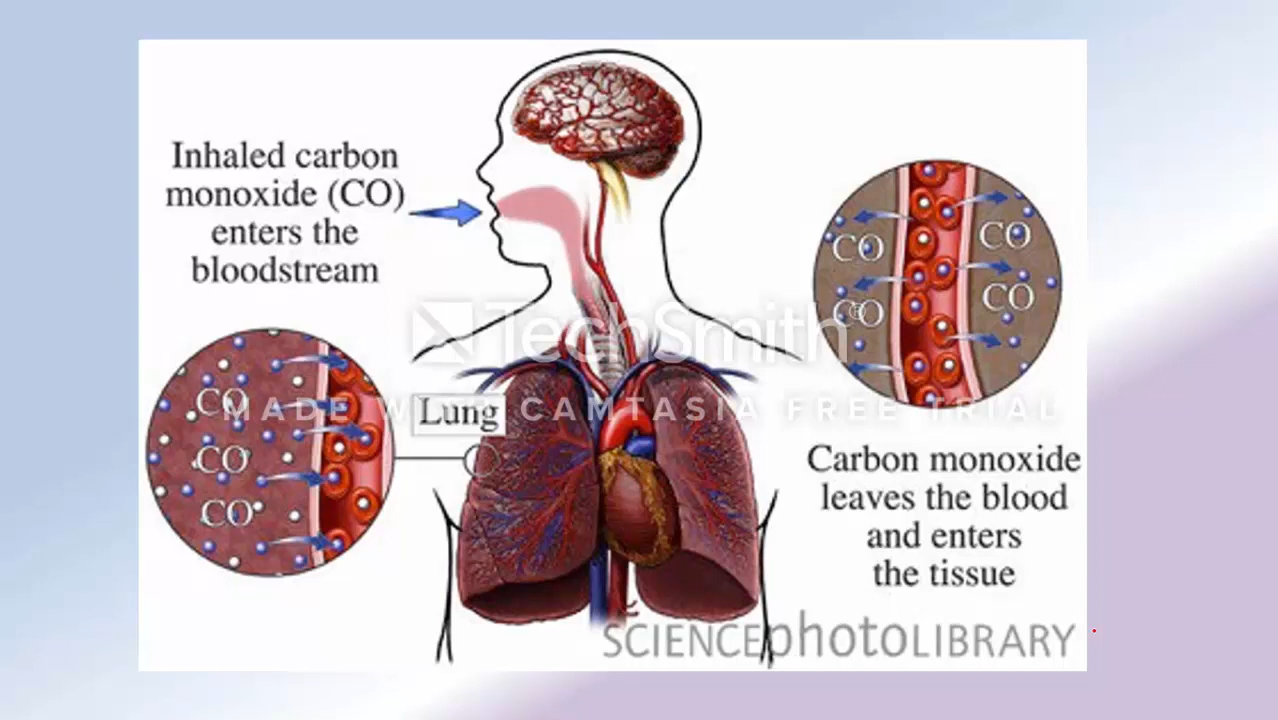 Inhaled carbon
monoxide (CO)
enters the
bloodstream
CO
CO
CO
CO
TechSmith
MADE WITH CAMTASIA FREE TRIAL
Lung
CO
CO
CO
Carbon monoxide
leaves the blood
and enters
the tissue
SCIENCEphotoLIBRARY